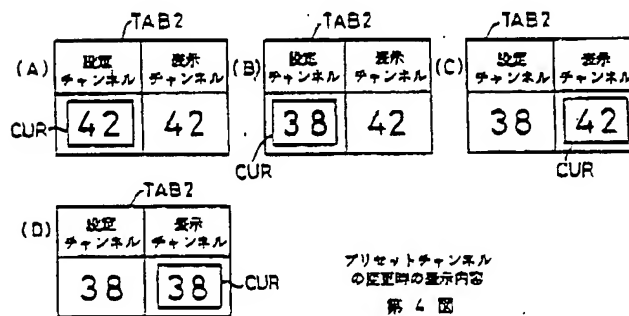 TAB2 TAB2 TAB2
(A) 設定 表示 (B) 設定 表示 (C) 設定 表示
チャンネル チャンネル チャンネル チャンネル チャンネル チャンネル
CUR 42 42 38 42 38 42
CUR CUR
TAB2
(D) 設定 表示
チャンネル チャンネル
38 38 CUR
プリセットチャンネル
の変更時の表示内容
第 4 図